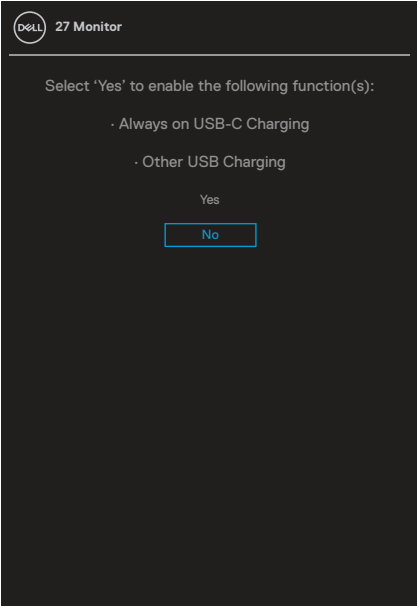 DELL 27 Monitor
Select ‘Yes’ to enable the following function(s):
· Always on USB-C Charging
· Other USB Charging
Yes
No